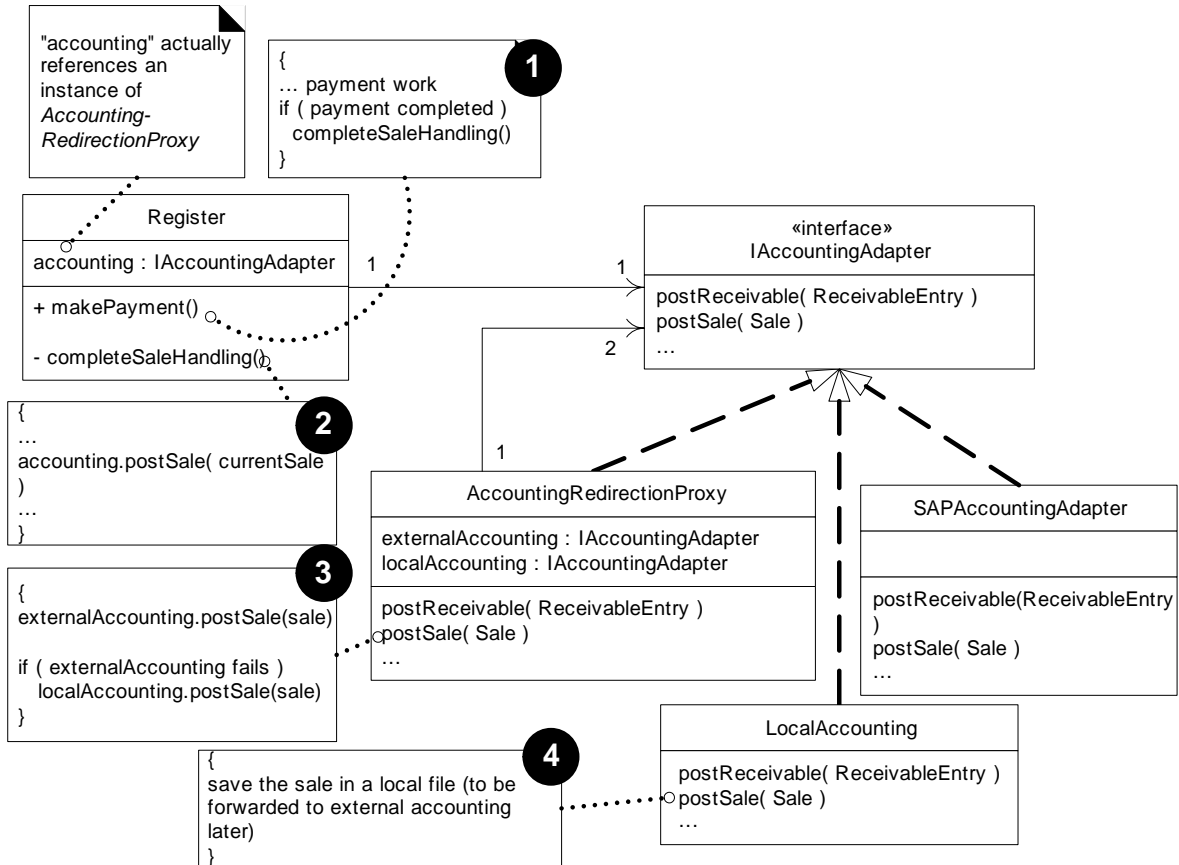 "accounting" actually
references an
instance of
Accounting-
RedirectionProxy
{
... payment work
if ( payment completed )
completeSaleHandling()
}
1
Register
accounting : IAccountingAdapter
+ makePayment()
- completeSaleHandling()
1
1
«interface»
IAccountingAdapter
postReceivable( ReceivableEntry )
postSale( Sale )
...
2
1
{
...
accounting.postSale( currentSale
)
...
}
2
AccountingRedirectionProxy
externalAccounting : IAccountingAdapter
localAccounting : IAccountingAdapter
postReceivable( ReceivableEntry )
postSale( Sale )
...
SAPAccountingAdapter
postReceivable(ReceivableEntry
)
postSale( Sale )
...
{
externalAccounting.postSale(sale)
if ( externalAccounting fails )
localAccounting.postSale(sale)
}
3
LocalAccounting
postReceivable( ReceivableEntry )
postSale( Sale )
...
{
save the sale in a local file (to be
forwarded to external accounting
later)
}
4